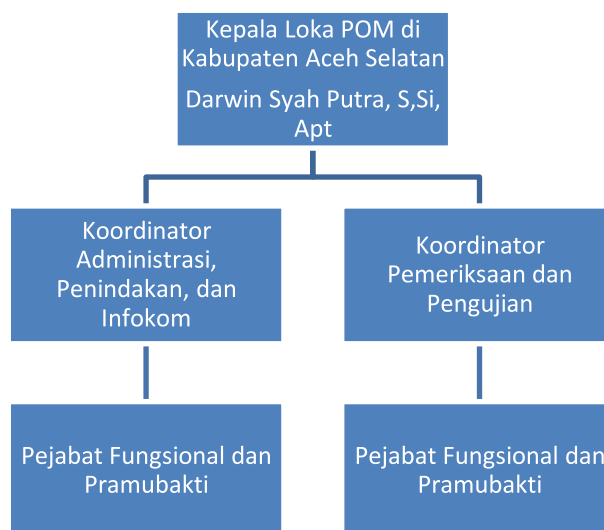 Kepala Loka POM di
Kabupaten Aceh Selatan
Darwin Syah Putra, S,Si,
Apt
Koordinator
Administrasi,
Penindakan, dan
Infokom
Koordinator
Pemeriksaan dan
Pengujian
Pejabat Fungsional dan
Pramubakti
Pejabat Fungsional dan
Pramubakti